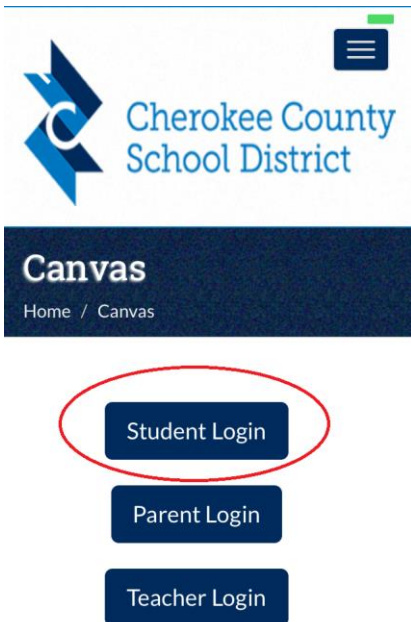 Cherokee County
School District
Canvas
Home / Canvas
Student Login
Parent Login
Teacher Login